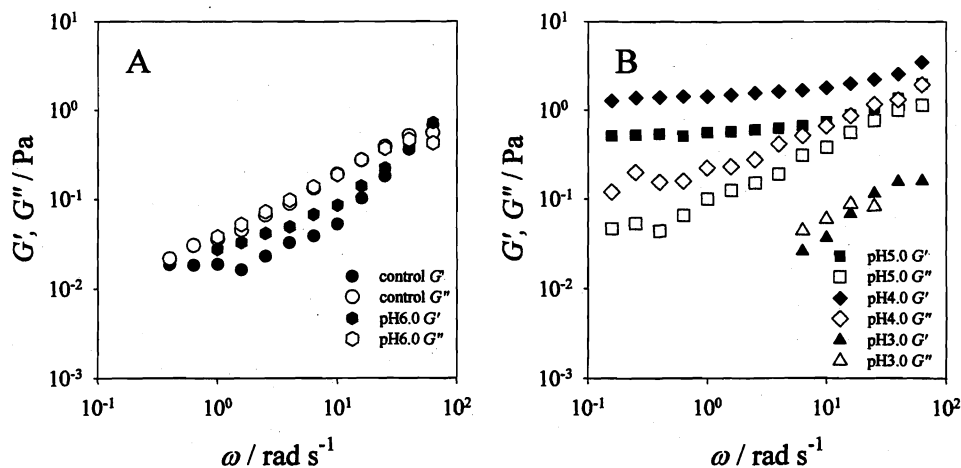 A
G', G'' / Pa
10¹
10⁰
10⁻¹
10⁻²
10⁻³
control G'
control G''
pH6.0 G'
pH6.0 G''
10⁻¹ 10⁰ 10¹ 10²
ω / rad s⁻¹
B
G', G'' / Pa
10¹
10⁰
10⁻¹
10⁻²
10⁻³
pH5.0 G'
pH5.0 G''
pH4.0 G'
pH4.0 G''
pH3.0 G'
pH3.0 G''
10⁻¹ 10⁰ 10¹ 10²
ω / rad s⁻¹